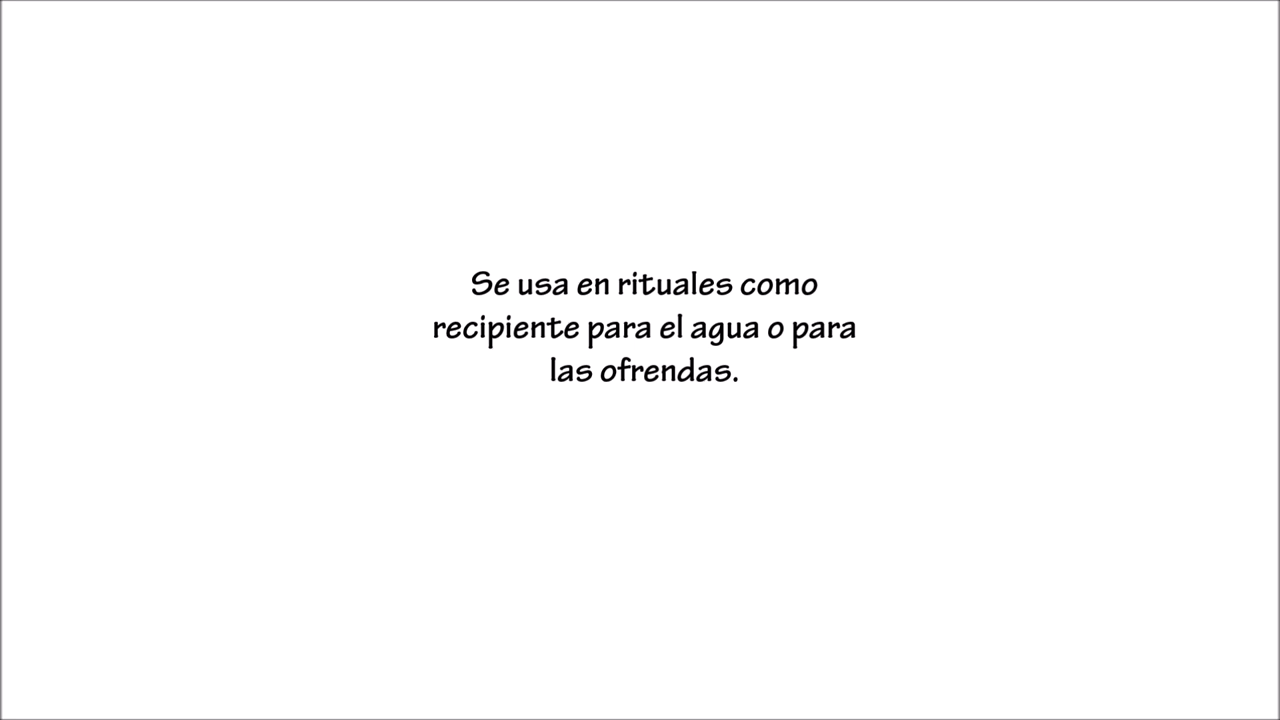 Se usa en rituales como
recipiente para el agua o para
las ofrendas.